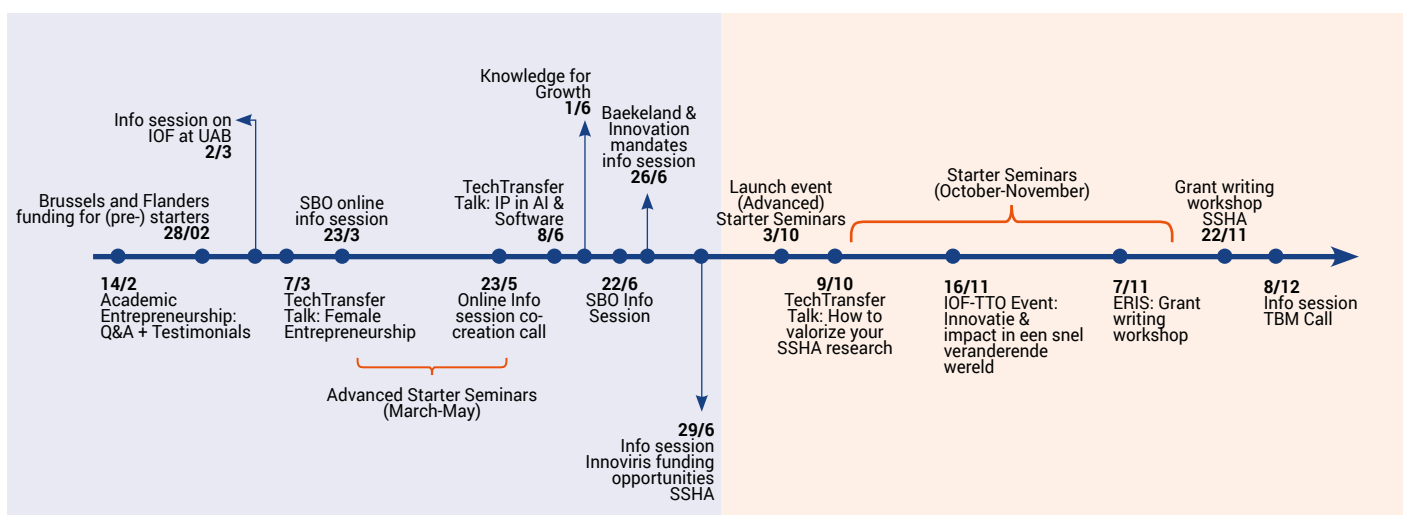 Knowledge for
Growth
1/6
Info session on
IOF at UAB
2/3
Baekeland &
Innovation
mandates
info session
26/6
Brussels and Flanders
funding for (pre-) starters
28/02
SBO online
info session
23/3
TechTransfer
Talk: IP in AI &
Software
8/6
Launch event
(Advanced)
Starter Seminars
3/10
Starter Seminars
(October-November)
Grant writing
workshop
SSHA
22/11
14/2
Academic
Entrepreneurship:
Q&A + Testimonials
7/3
TechTransfer
Talk: Female
Entrepreneurship
23/5
Online Info
session co-
creation call
22/6
SBO Info
Session
9/10
TechTransfer
Talk: How to
valorize your
SSHA research
16/11
IOF-TTO Event:
Innovatie &
impact in een snel
veranderende
wereld
7/11
ERIS: Grant
writing
workshop
8/12
Info session
TBM Call
Advanced Starter Seminars
(March-May)
29/6
Info session
Innoviris funding
opportunities
SSHA